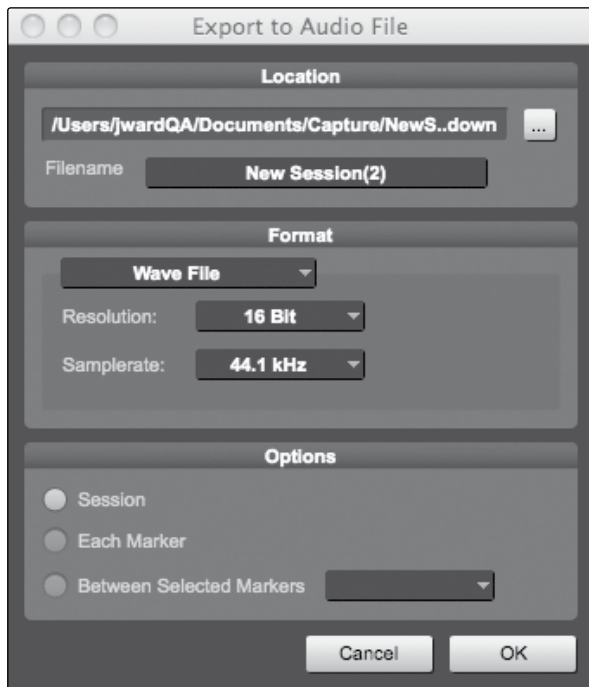 Export to Audio File
Location
/Users/jwardQA/Documents/Capture/NewS..down
...
Filename New Session(2)
Format
Wave File
Resolution: 16 Bit
Samplerate: 44.1 kHz
Options
Session
Each Marker
Between Selected Markers
Cancel OK